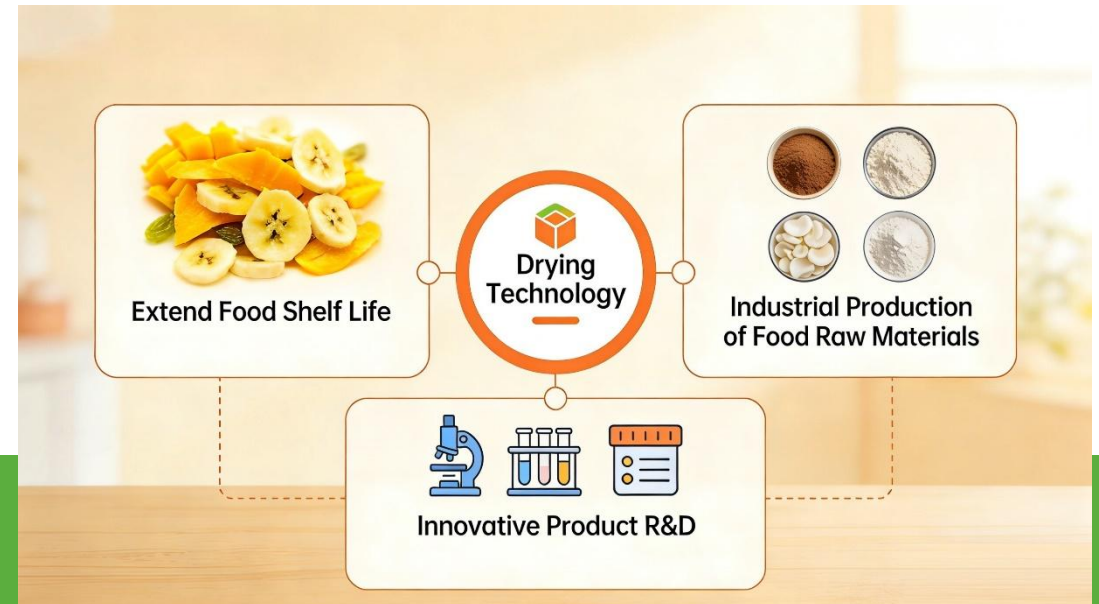 Extend Food Shelf Life
Drying
Technology
Industrial Production
of Food Raw Materials
Innovative Product R&D